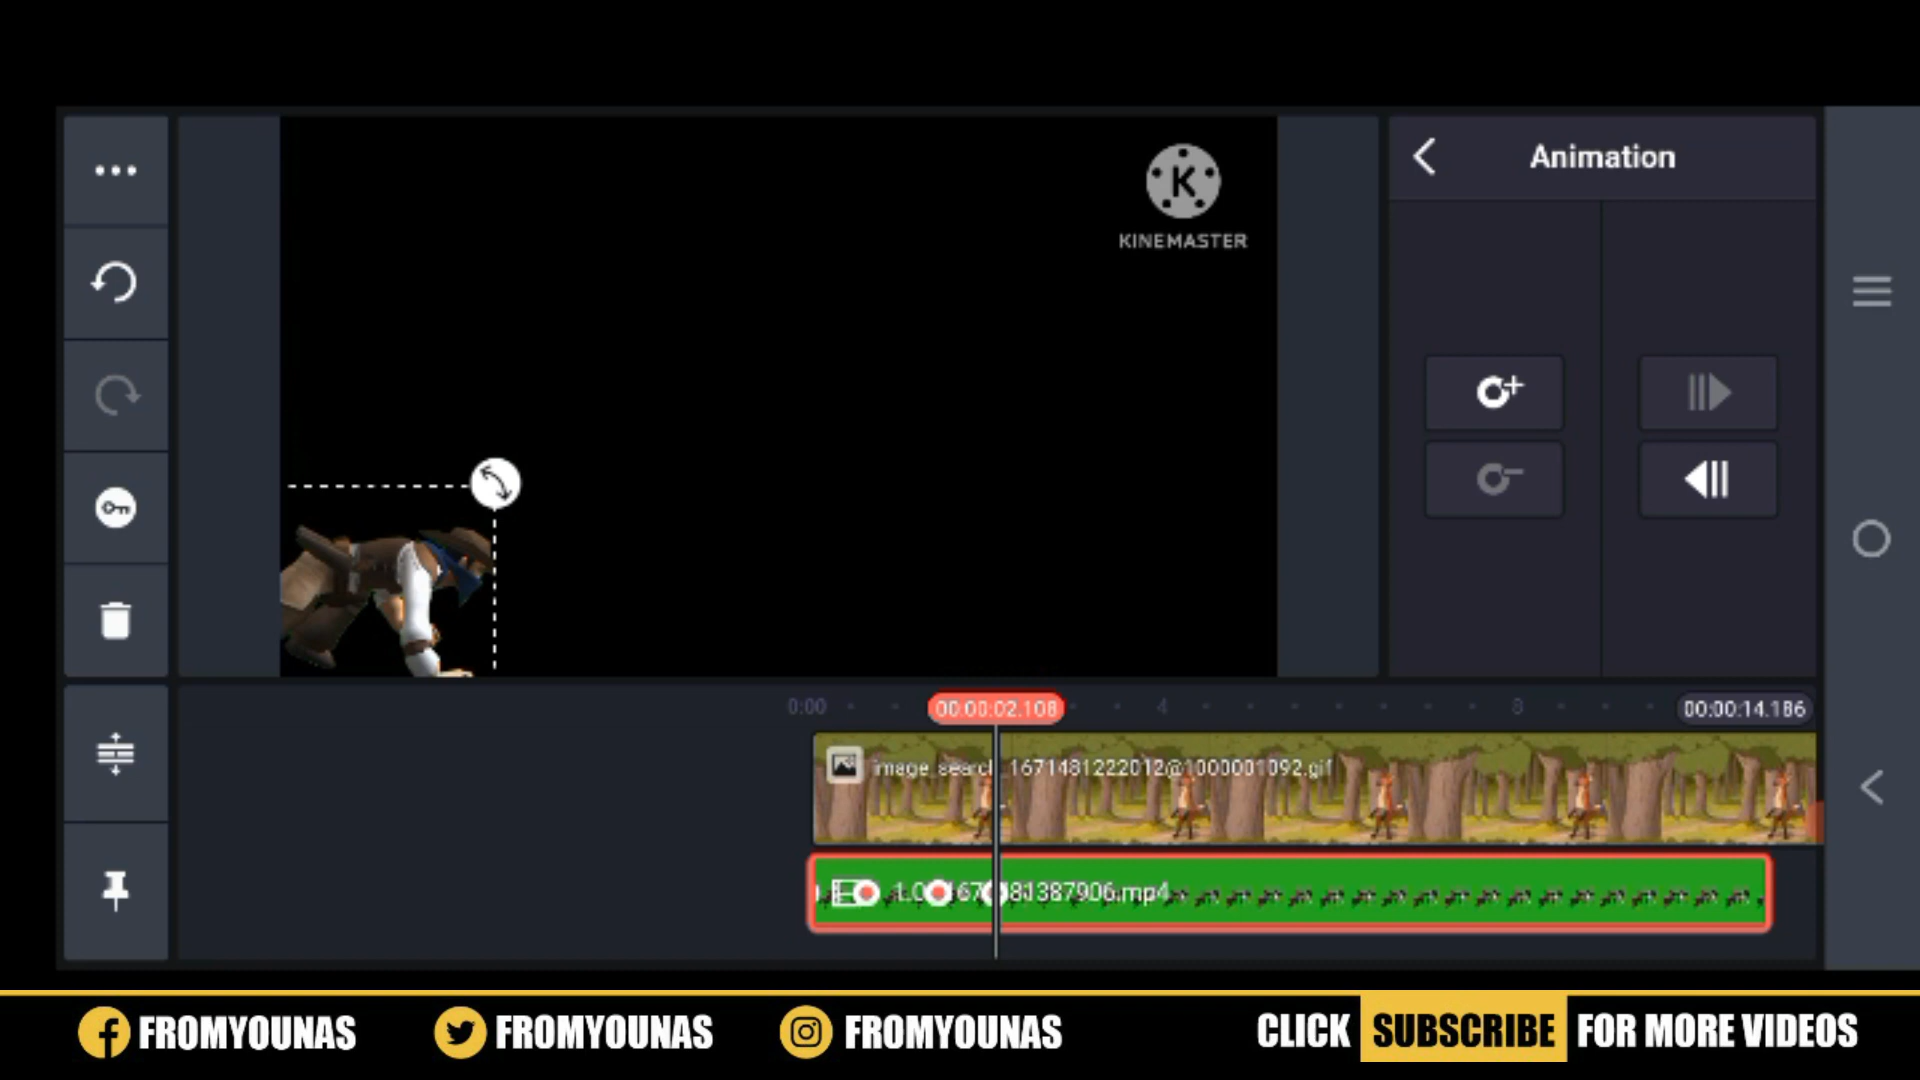 Animation
K
KINEMASTER
0:00
00:00:02.108
4
8
00:00:14.186
image_search_1671481222012@1000001092.gif
81387906.mp4
FROMYOUNAS
FROMYOUNAS
FROMYOUNAS
CLICK SUBSCRIBE FOR MORE VIDEOS